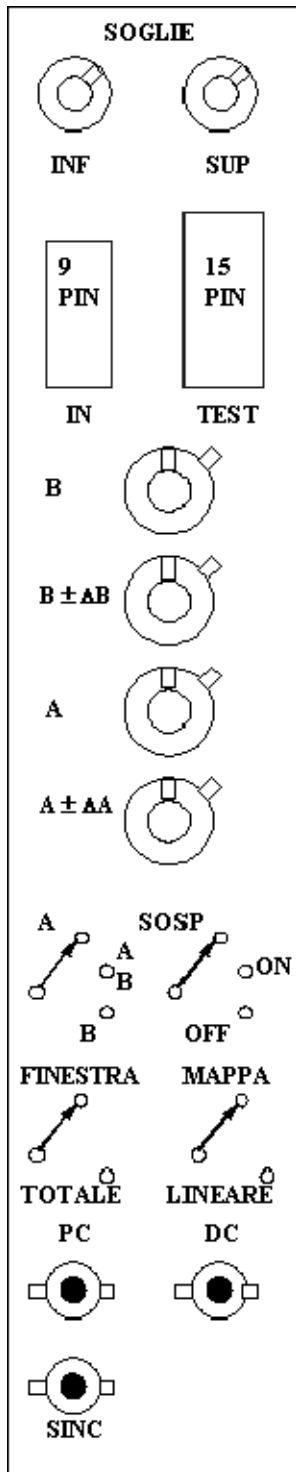 SOGLIE
INF SUP
9 15
PIN PIN
IN TEST
B
B ± ΔB
A
A ± ΔA
A SOSP
A ON
B
B OFF
FINESTRA MAPPA
TOTALE LINEARE
PC DC
SINC